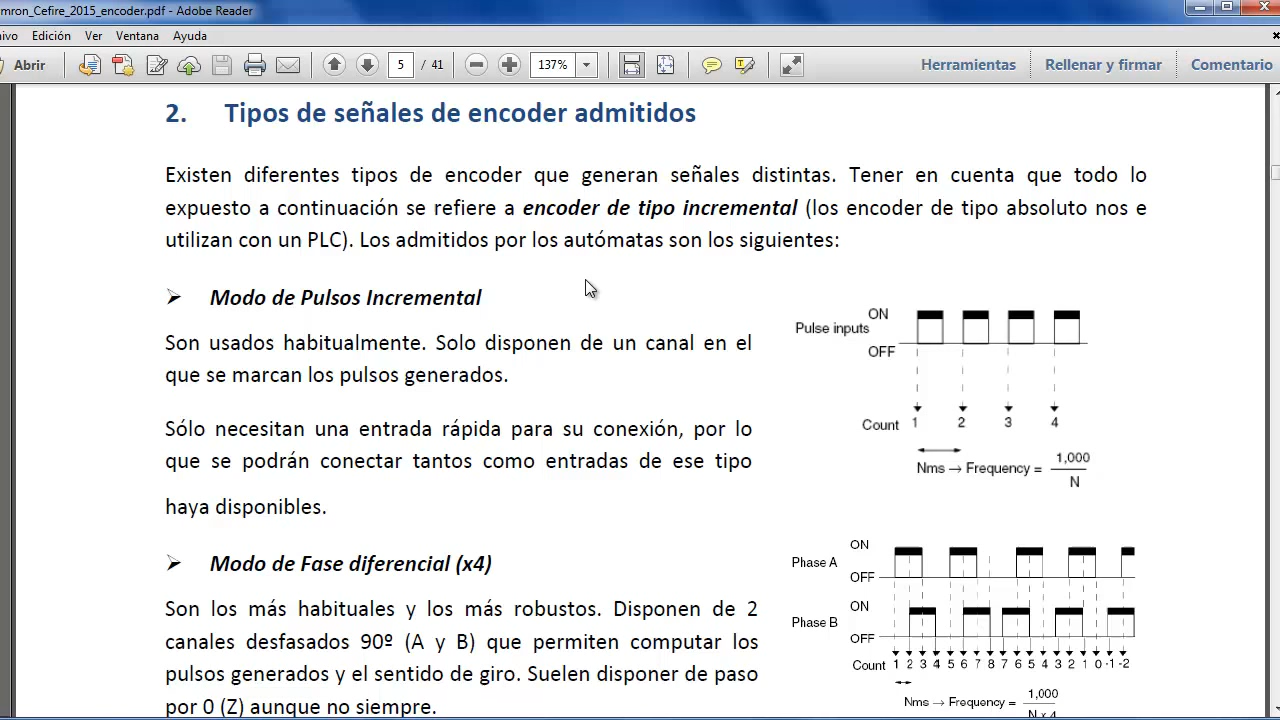 mron_Cefire_2015_encoder.pdf - Adobe Reader
ivo Edición Ver Ventana Ayuda
Abrir 5 / 41 137% Herramientas Rellenar y firmar Comentario
2. Tipos de señales de encoder admitidos
Existen diferentes tipos de encoder que generan señales distintas. Tener en cuenta que todo lo
expuesto a continuación se refiere a encoder de tipo incremental (los encoder de tipo absoluto nos e
utilizan con un PLC). Los admitidos por los autómatas son los siguientes:
Modo de Pulsos Incremental
Son usados habitualmente. Solo disponen de un canal en el
que se marcan los pulsos generados.
Sólo necesitan una entrada rápida para su conexión, por lo
que se podrán conectar tantos como entradas de ese tipo
haya disponibles.
ON
Pulse inputs
OFF
Count 1 2 3 4
Nms → Frequency = 1,000
N
Modo de Fase diferencial (x4)
Son los más habituales y los más robustos. Disponen de 2
canales desfasados 90º (A y B) que permiten computar los
pulsos generados y el sentido de giro. Suelen disponer de paso
por 0 (Z) aunque no siempre.
ON
Phase A
OFF
ON
Phase B
OFF
Count 1 2 3 4 5 6 7 8 7 6 5 4 3 2 1 0 -1 -2
Nms → Frequency = 1,000
N x 4